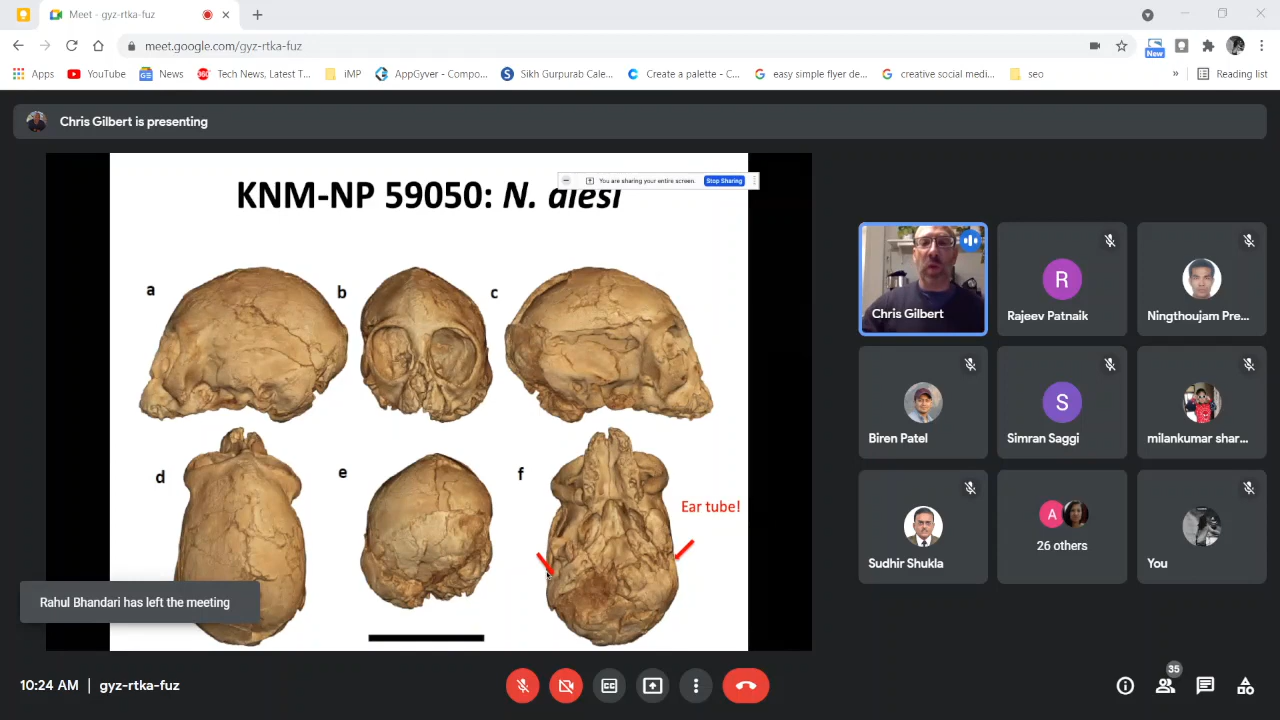 Meet - gyz-rtka-fuz
meet.google.com/gyz-rtka-fuz
New
Apps
YouTube
News
Tech News, Latest T...
iMP
AppGyver - Compo...
Sikh Gurpurab Cale...
Create a palette - C...
easy simple flyer de...
creative social medi...
seo
»
Reading list
Chris Gilbert is presenting
You are sharing your entire screen.
Stop Sharing
KNM-NP 59050: N. alesi
a
b
c
d
e
f
Ear tube!
Chris Gilbert
R
Rajeev Patnaik
Ningthoujam Pre...
Biren Patel
S
Simran Saggi
milankumar shar...
Sudhir Shukla
A
26 others
You
Rahul Bhandari has left the meeting
10:24 AM | gyz-rtka-fuz
35